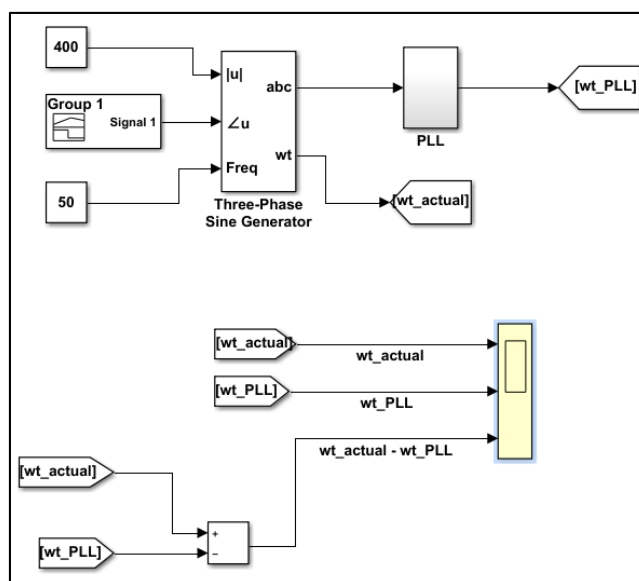 400
|u|
abc
[wt_PLL]
Group 1
Signal 1
∠u
PLL
wt
50
Freq
[wt_actual]
Three-Phase
Sine Generator
[wt_actual]
wt_actual
[wt_PLL]
wt_PLL
wt_actual - wt_PLL
[wt_actual]
+
[wt_PLL]
−